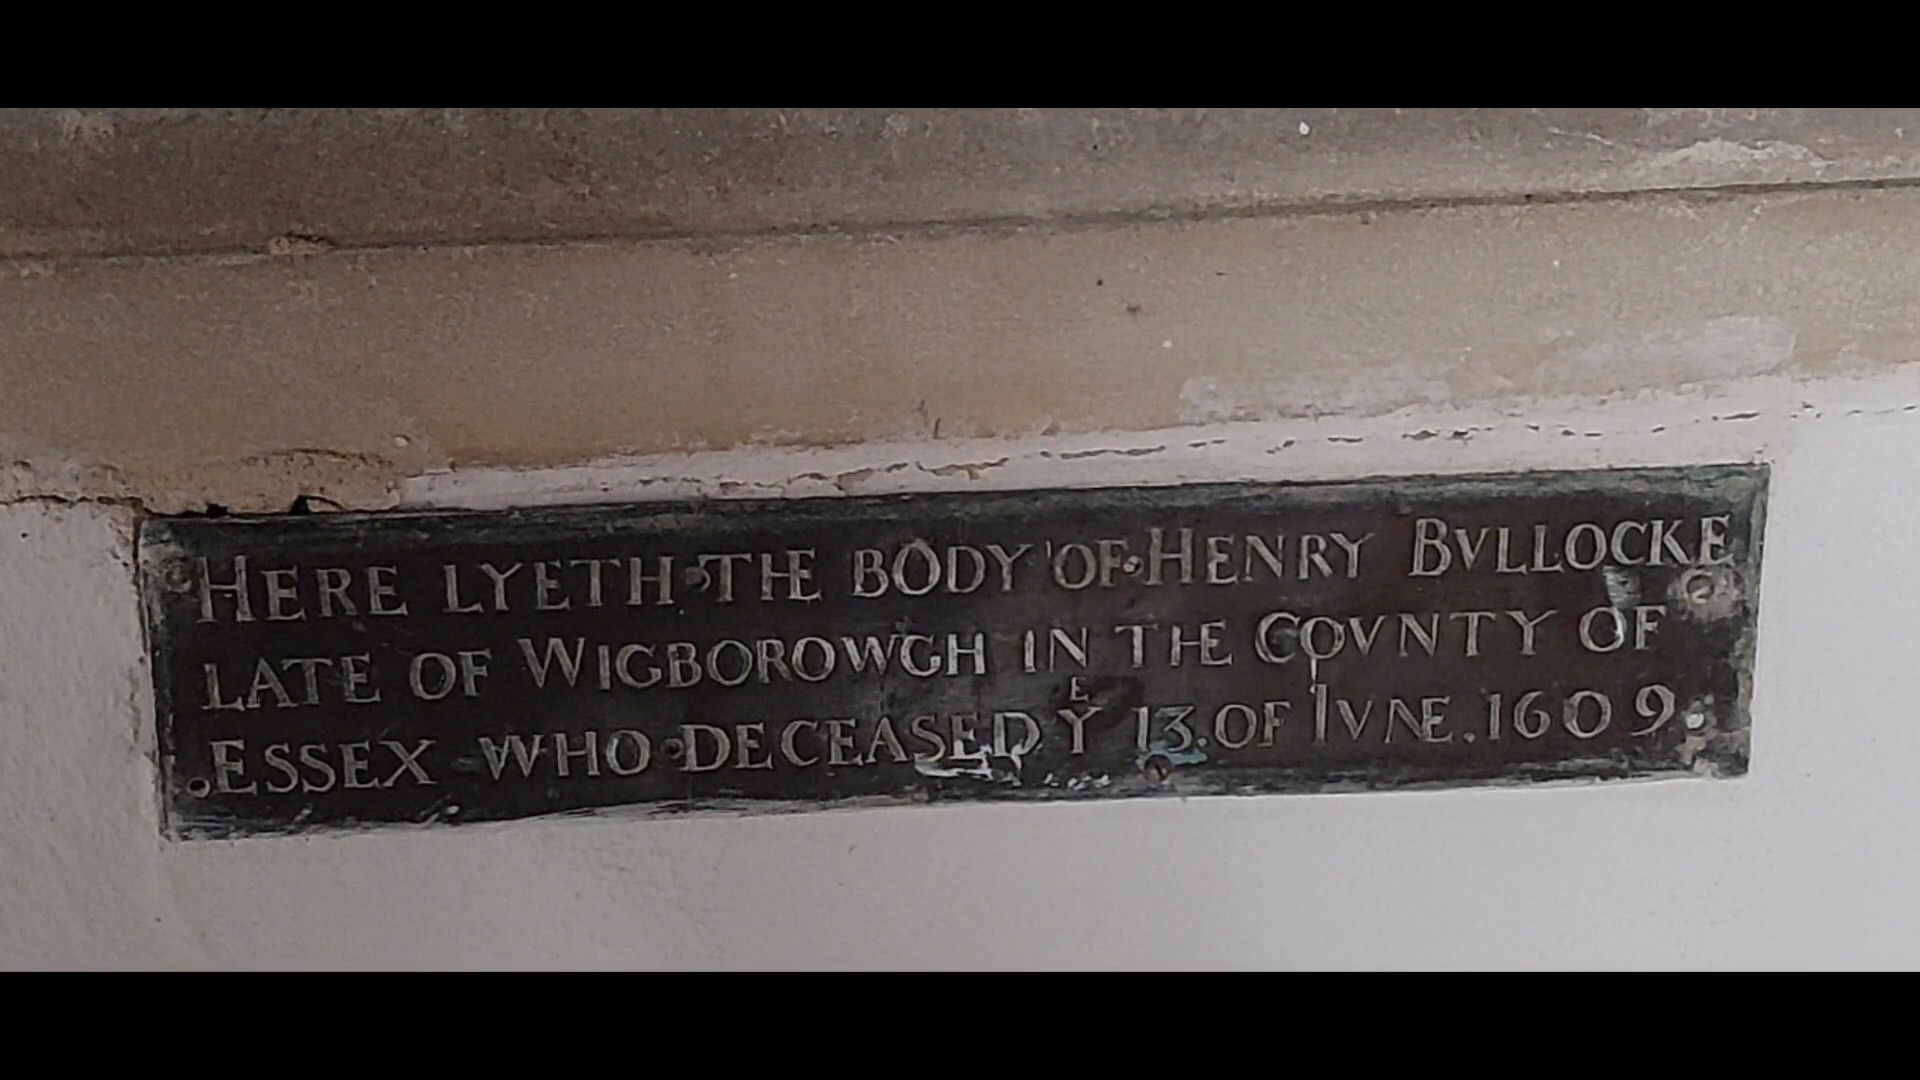 HERE LYETH THE BODY OF HENRY BVLLOCKE
LATE OF WIGBOROWGH IN THE COVNTY OF
ESSEX WHO DECEASED Yᴱ 13. OF IVNE. 1609.